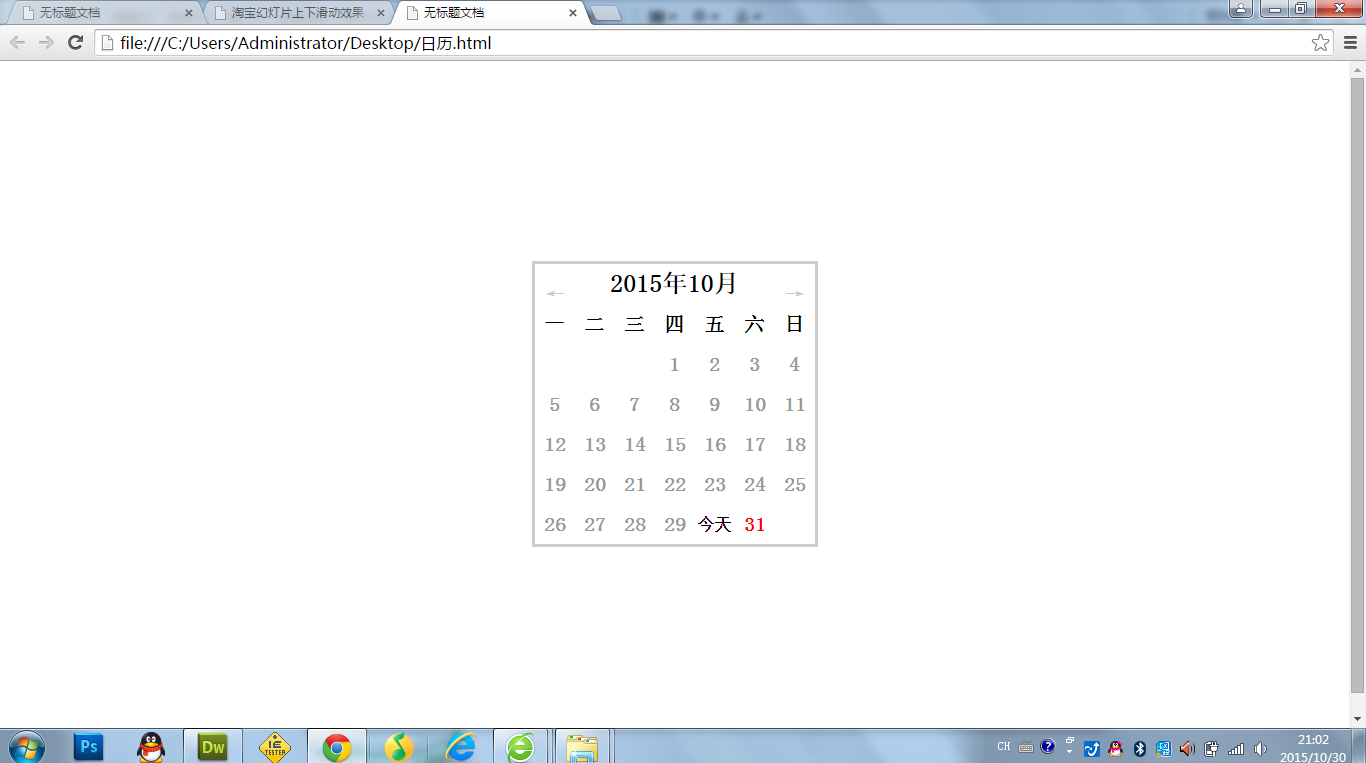 无标题文档
淘宝幻灯片上下滑动效果
无标题文档
file:///C:/Users/Administrator/Desktop/日历.html
← 2015年10月 →
一 二 三 四 五 六 日
1 2 3 4
5 6 7 8 9 10 11
12 13 14 15 16 17 18
19 20 21 22 23 24 25
26 27 28 29 今天 31
Ps
Dw
IE
TESTER
CH
21:02
2015/10/30